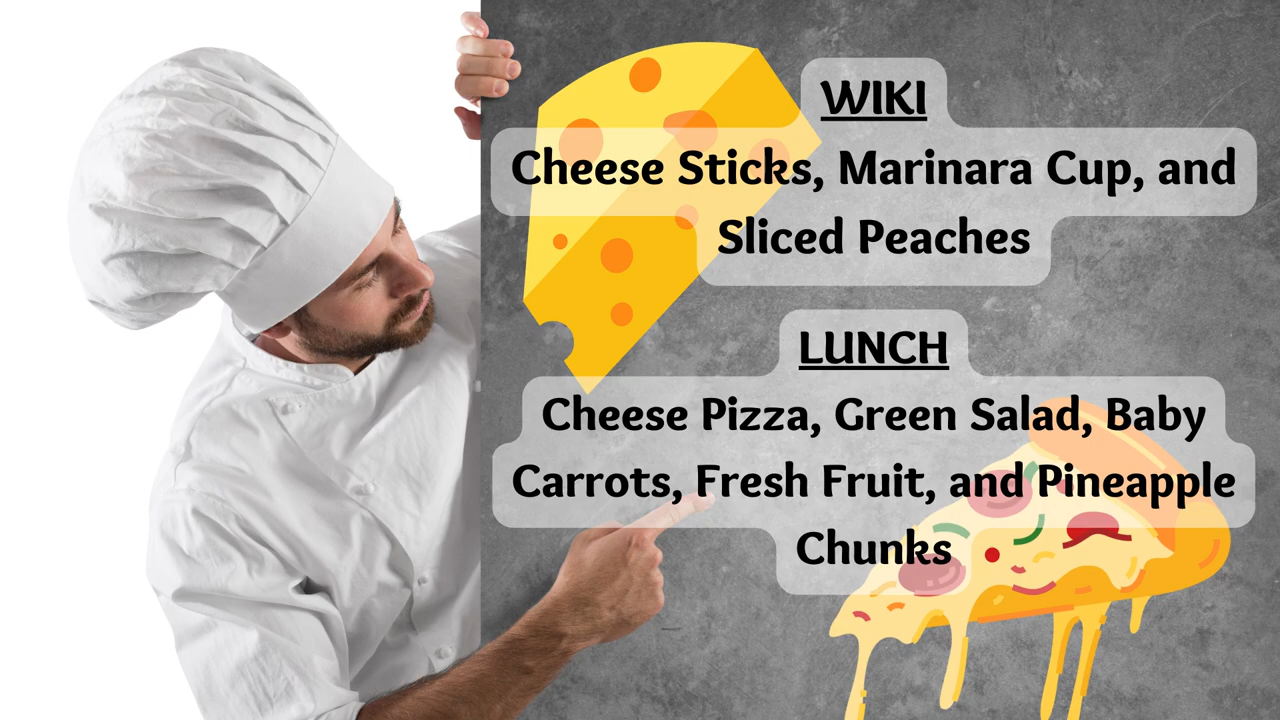 WIKI
Cheese Sticks, Marinara Cup, and
Sliced Peaches
LUNCH
Cheese Pizza, Green Salad, Baby
Carrots, Fresh Fruit, and Pineapple
Chunks